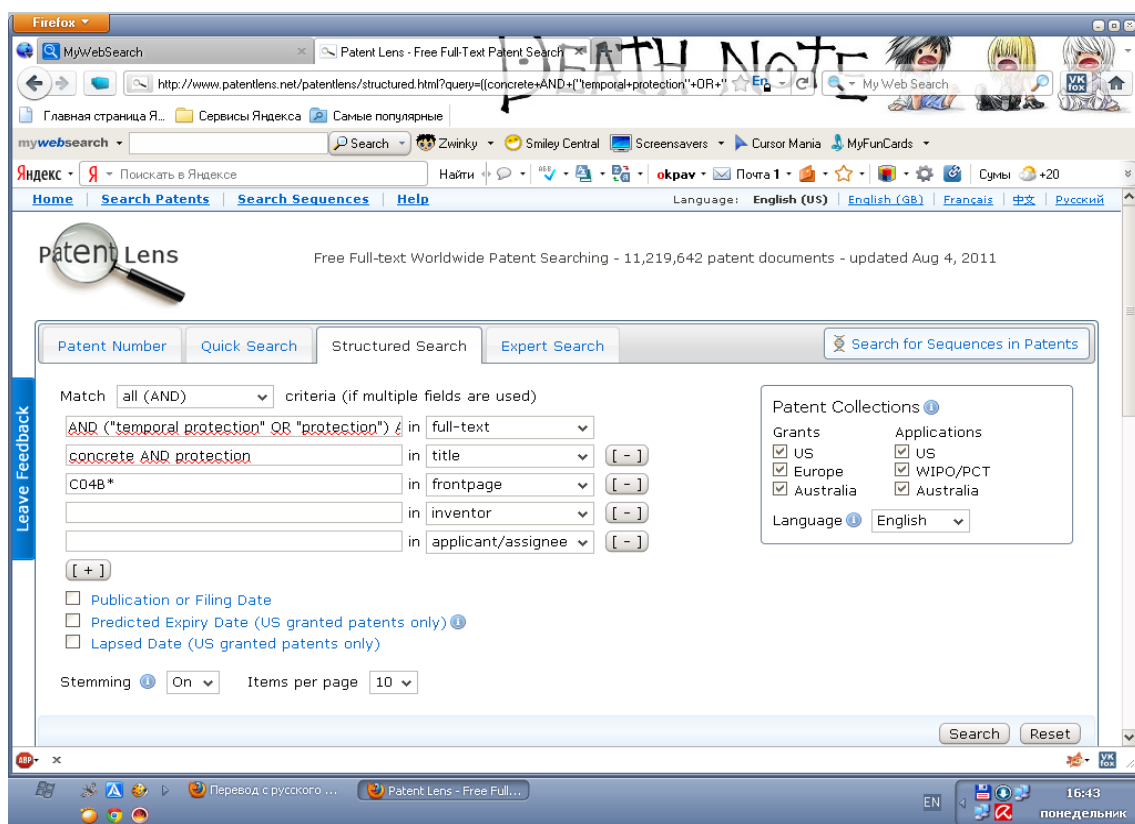 Firefox
MyWebSearch
Patent Lens - Free Full-Text Patent Search
DEATH NOTE
http://www.patentlens.net/patentlens/structured.html?query=((concrete+AND+("temporal+protection"+OR+"
My Web Search
VK fox
Главная страница Я... Сервисы Яндекса Самые популярные
mywebsearch Search Zwinky Smiley Central Screensavers Cursor Mania MyFunCards
Яндекс Я Поискать в Яндексе Найти okpav Почта 1 Сумы +20
Home Search Patents Search Sequences Help Language: English (US) English (GB) Français 中文 Русский
Patent Lens
Free Full-text Worldwide Patent Searching - 11,219,642 patent documents - updated Aug 4, 2011
Patent Number Quick Search Structured Search Expert Search Search for Sequences in Patents
Match all (AND) criteria (if multiple fields are used)
AND ("temporal protection" OR "protection") in full-text
concrete AND protection in title [ - ]
C04B* in frontpage [ - ]
in inventor [ - ]
in applicant/assignee [ - ]
[ + ]
Publication or Filing Date
Predicted Expiry Date (US granted patents only)
Lapsed Date (US granted patents only)
Stemming On Items per page 10
Patent Collections
Grants Applications
US US
Europe WIPO/PCT
Australia Australia
Language English
Leave Feedback
Search Reset
ABP x
VK fox
Перевод с русского ... Patent Lens - Free Full...
EN
16:43
понедельник